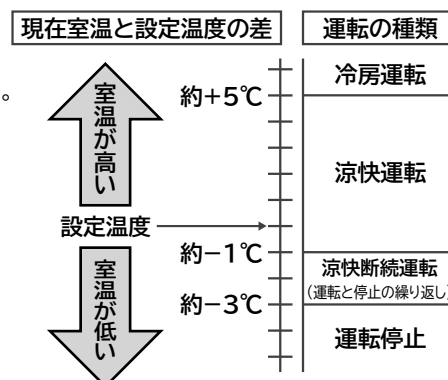 現在室温と設定温度の差
運転の種類
。
室温が高い
約+5℃
冷房運転
涼快運転
設定温度
約-1℃
涼快断続運転
(運転と停止の繰り返し)
室温が低い
約-3℃
運転停止